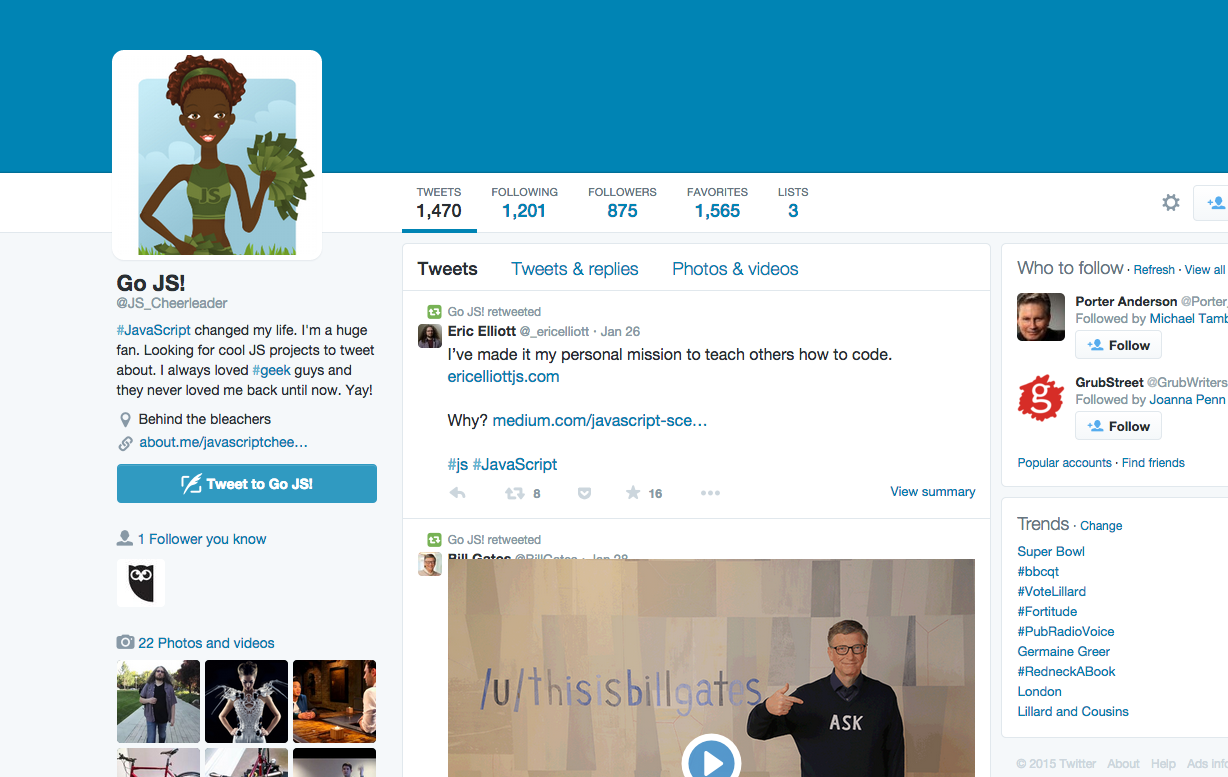 JS
TWEETS
1,470
FOLLOWING
1,201
FOLLOWERS
875
FAVORITES
1,565
LISTS
3
Go JS!
@JS_Cheerleader
#JavaScript changed my life. I'm a huge
fan. Looking for cool JS projects to tweet
about. I always loved #geek guys and
they never loved me back until now. Yay!
Behind the bleachers
about.me/javascriptchee…
Tweet to Go JS!
1 Follower you know
22 Photos and videos
Tweets
Tweets & replies
Photos & videos
Go JS! retweeted
Eric Elliott @_ericelliott · Jan 26
I've made it my personal mission to teach others how to code.
ericelliottjs.com
Why? medium.com/javascript-sce…
#js #JavaScript
8
16
View summary
Go JS! retweeted
Bill Gates @BillGates · Jan 28
/u/thisisbillgates
ASK
Who to follow · Refresh · View all
Porter Anderson @Porter_
Followed by Michael Tamb
Follow
g
GrubStreet @GrubWriters
Followed by Joanna Penn
Follow
Popular accounts · Find friends
Trends · Change
Super Bowl
#bbcqt
#VoteLillard
#Fortitude
#PubRadioVoice
Germaine Greer
#RedneckABook
London
Lillard and Cousins
© 2015 Twitter About Help Ads info